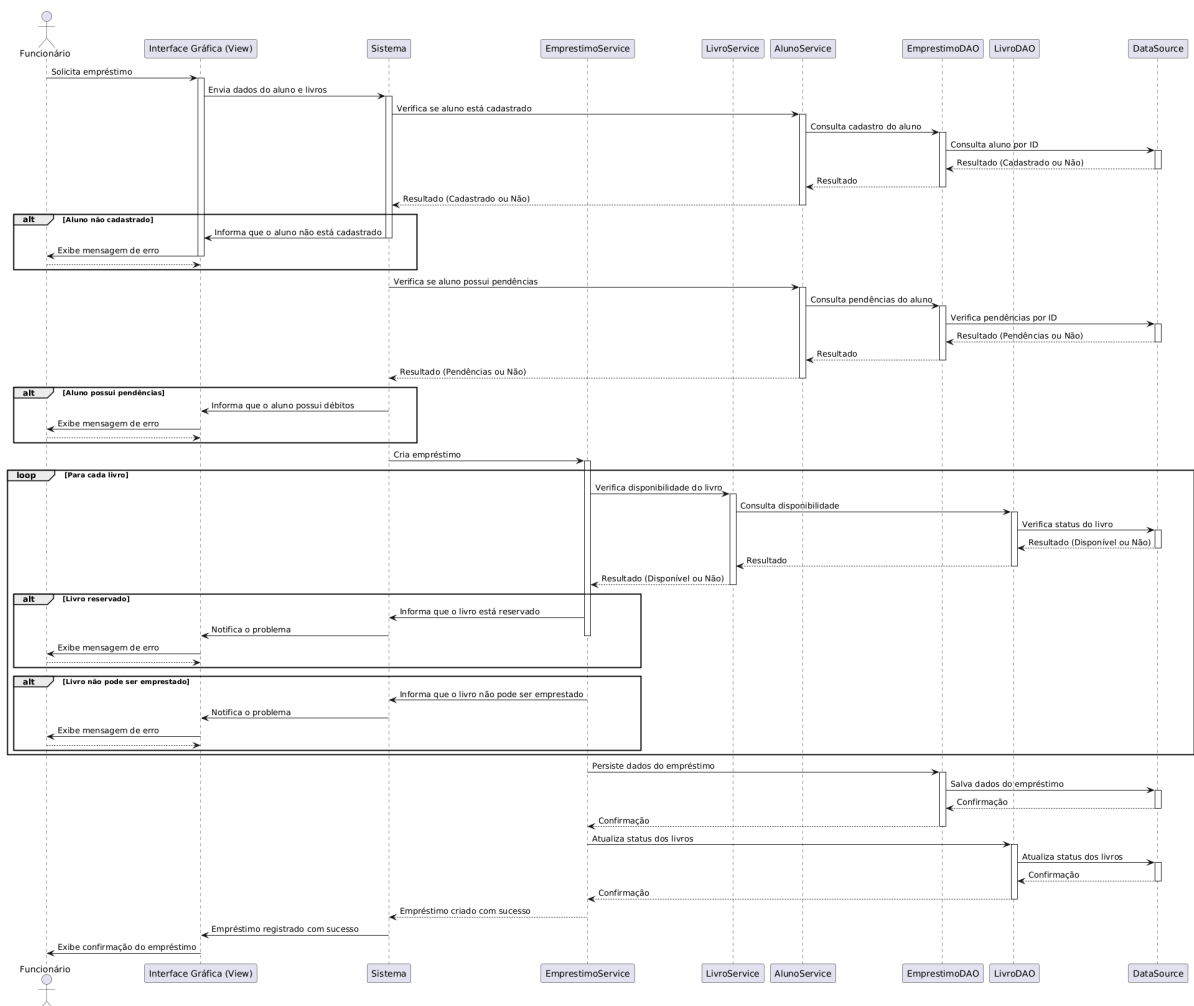 Funcionário
Interface Gráfica (View)
Sistema
EmprestimoService
LivroService
AlunoService
EmprestimoDAO
LivroDAO
DataSource
Solicita empréstimo
Envia dados do aluno e livros
Verifica se aluno está cadastrado
Consulta cadastro do aluno
Consulta aluno por ID
Resultado (Cadastrado ou Não)
Resultado
Resultado (Cadastrado ou Não)
alt [Aluno não cadastrado]
Informa que o aluno não está cadastrado
Exibe mensagem de erro
Verifica se aluno possui pendências
Consulta pendências do aluno
Verifica pendências por ID
Resultado (Pendências ou Não)
Resultado
Resultado (Pendências ou Não)
alt [Aluno possui pendências]
Informa que o aluno possui débitos
Exibe mensagem de erro
Cria empréstimo
loop [Para cada livro]
Verifica disponibilidade do livro
Consulta disponibilidade
Verifica status do livro
Resultado (Disponível ou Não)
Resultado
Resultado (Disponível ou Não)
alt [Livro reservado]
Informa que o livro está reservado
Notifica o problema
Exibe mensagem de erro
alt [Livro não pode ser emprestado]
Informa que o livro não pode ser emprestado
Notifica o problema
Exibe mensagem de erro
Persiste dados do empréstimo
Salva dados do empréstimo
Confirmação
Confirmação
Atualiza status dos livros
Atualiza status dos livros
Confirmação
Confirmação
Empréstimo criado com sucesso
Empréstimo registrado com sucesso
Exibe confirmação do empréstimo
Funcionário
Interface Gráfica (View)
Sistema
EmprestimoService
LivroService
AlunoService
EmprestimoDAO
LivroDAO
DataSource